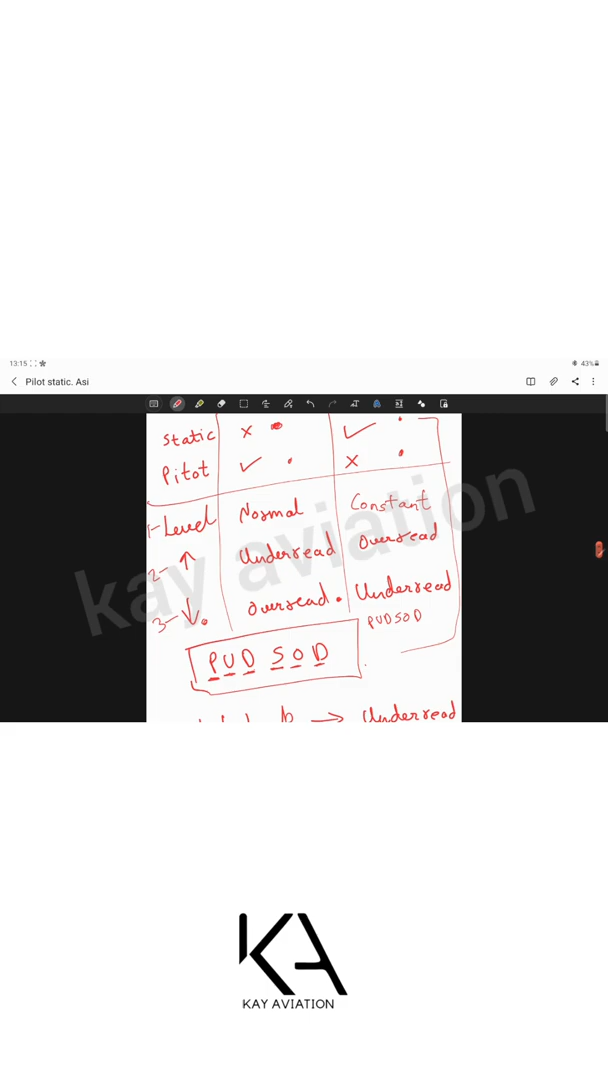 13:15
43%
Pilot static. Asi
Static x ✓
Pitot ✓ x
1-Level Normal Constant
2- ↑ Underread Overread
3- ↓ Overread. Underread
PUDSOD
PUD SOD
→ Underread
kay aviation
KA
KAY AVIATION